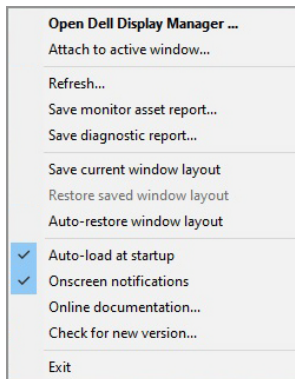 Open Dell Display Manager ...
Attach to active window...
Refresh...
Save monitor asset report...
Save diagnostic report...
Save current window layout
Restore saved window layout
Auto-restore window layout
Auto-load at startup
Onscreen notifications
Online documentation...
Check for new version...
Exit